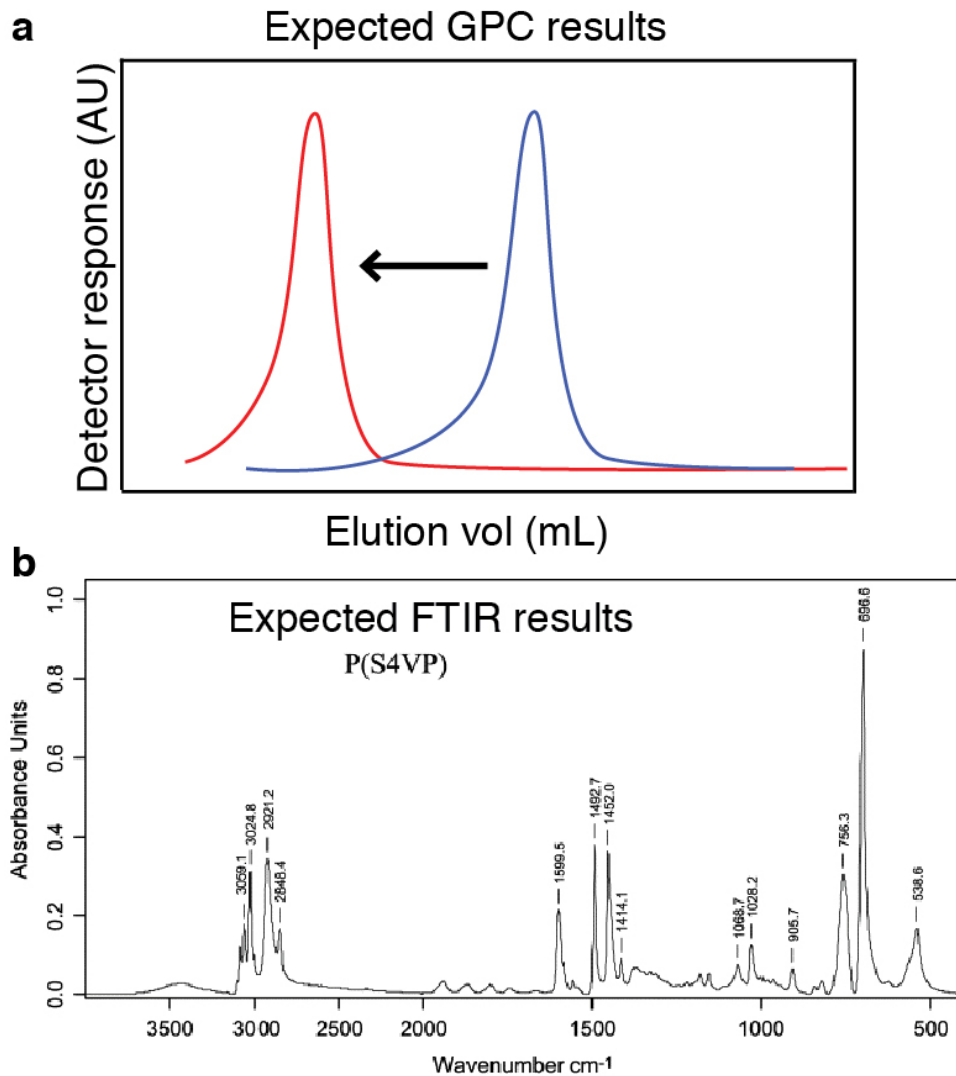 a
Expected GPC results
Detector response (AU)
Elution vol (mL)
b
Expected FTIR results
P(S4VP)
Absorbance Units
1.0
0.8
0.6
0.4
0.2
0.0
3059.1
3024.8
2921.2
2848.4
1599.5
1492.7
1452.0
1414.1
1068.7
1028.2
905.7
756.3
696.6
538.6
3500 3000 2500 2000 1500 1000 500
Wavenumber cm-1